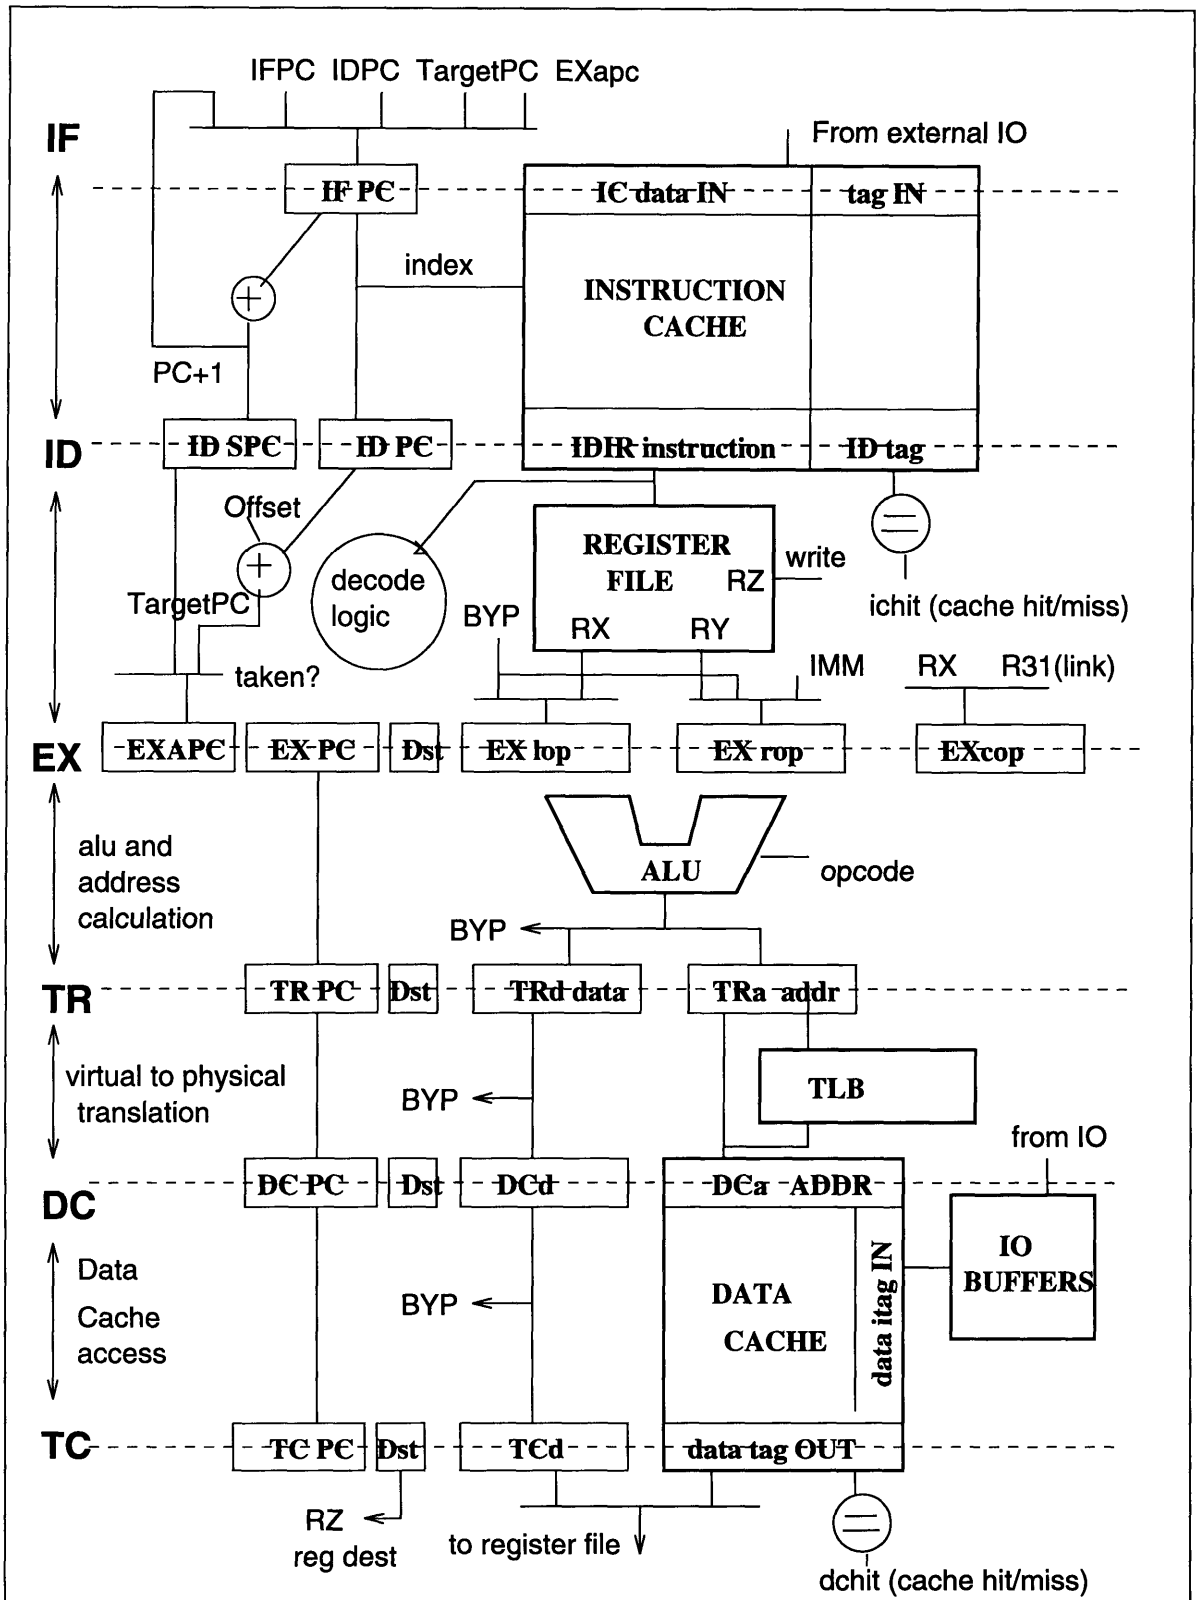 IFPC IDPC TargetPC EXapc
IF
From external IO
IF PC
IC data IN
tag IN
index
INSTRUCTION
CACHE
PC+1
ID
ID SPC
ID PC
IDIR instruction
ID tag
Offset
TargetPC
decode
logic
REGISTER
FILE
RZ
write
RX
RY
BYP
ichit (cache hit/miss)
taken?
IMM
RX
R31(link)
EX
EXAPC
EX PC
Dst
EX lop
EX rop
EXcop
alu and
address
calculation
ALU
opcode
BYP
TR
TR PC
Dst
TRd data
TRa addr
virtual to physical
translation
BYP
TLB
from IO
DC
DC PC
Dst
DCd
DCa ADDR
Data
Cache
access
BYP
DATA
CACHE
data itag IN
IO
BUFFERS
TC
TC PC
Dst
TCd
data tag OUT
RZ
reg dest
to register file
dchit (cache hit/miss)